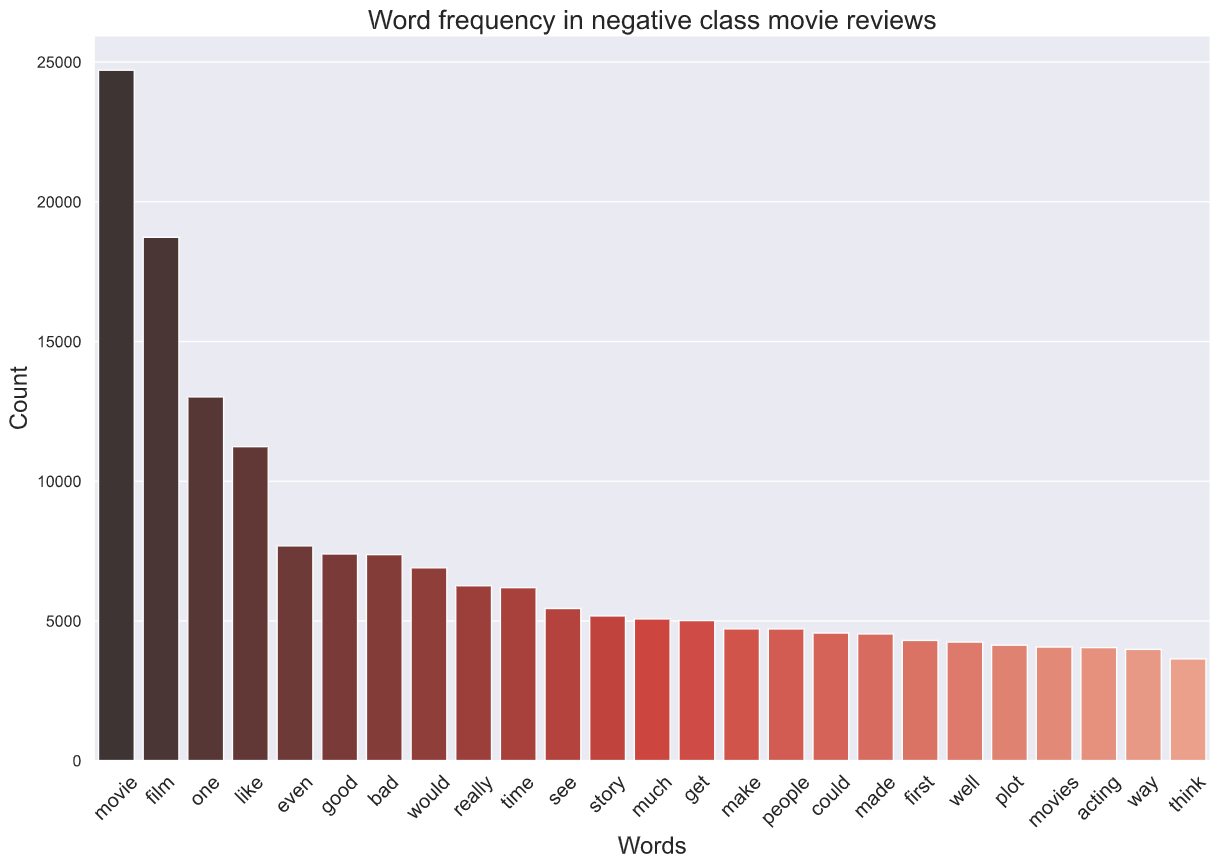 Word frequency in negative class movie reviews
25000
20000
15000
10000
5000
0
Count
movie
film
one
like
even
good
bad
would
really
time
see
story
much
get
make
people
could
made
first
well
plot
movies
acting
way
think
Words